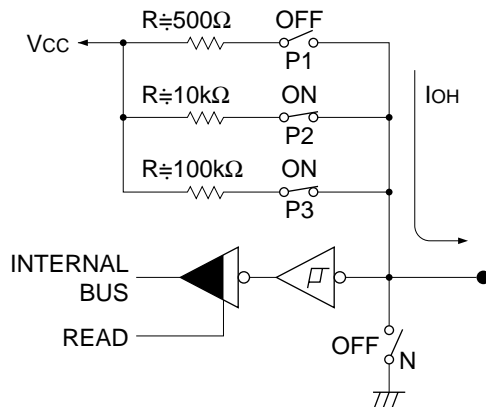 R≒500Ω
OFF
VCC
P1
R≒10kΩ
ON
IOH
P2
R≒100kΩ
ON
P3
INTERNAL
BUS
READ
OFF
N